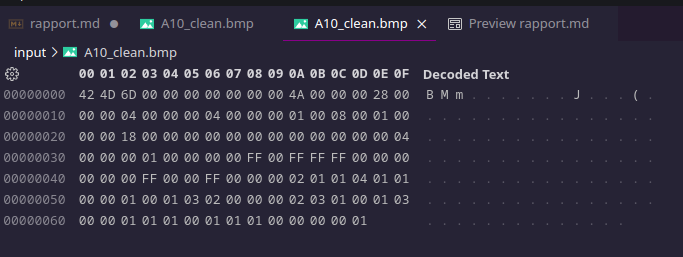 rapport.md A10_clean.bmp A10_clean.bmp Preview rapport.md
input > A10_clean.bmp
00 01 02 03 04 05 06 07 08 09 0A 0B 0C 0D 0E 0F Decoded Text
00000000 42 4D 6D 00 00 00 00 00 00 00 4A 00 00 00 28 00 B M m . . . . . . . J . . . ( .
00000010 00 00 04 00 00 00 04 00 00 00 01 00 08 00 01 00 . . . . . . . . . . . . . . . .
00000020 00 00 18 00 00 00 00 00 00 00 00 00 00 00 00 04 . . . . . . . . . . . . . . . .
00000030 00 00 00 01 00 00 00 00 FF 00 FF FF FF 00 00 00 . . . . . . . . . . . . . . . .
00000040 00 00 00 FF 00 00 FF 00 00 00 02 01 01 04 01 01 . . . . . . . . . . . . . . . .
00000050 00 00 01 00 01 03 02 00 00 00 02 03 01 00 01 03 . . . . . . . . . . . . . . . .
00000060 00 00 01 01 01 00 01 01 01 00 00 00 01 . . . . . . . . . . . . .